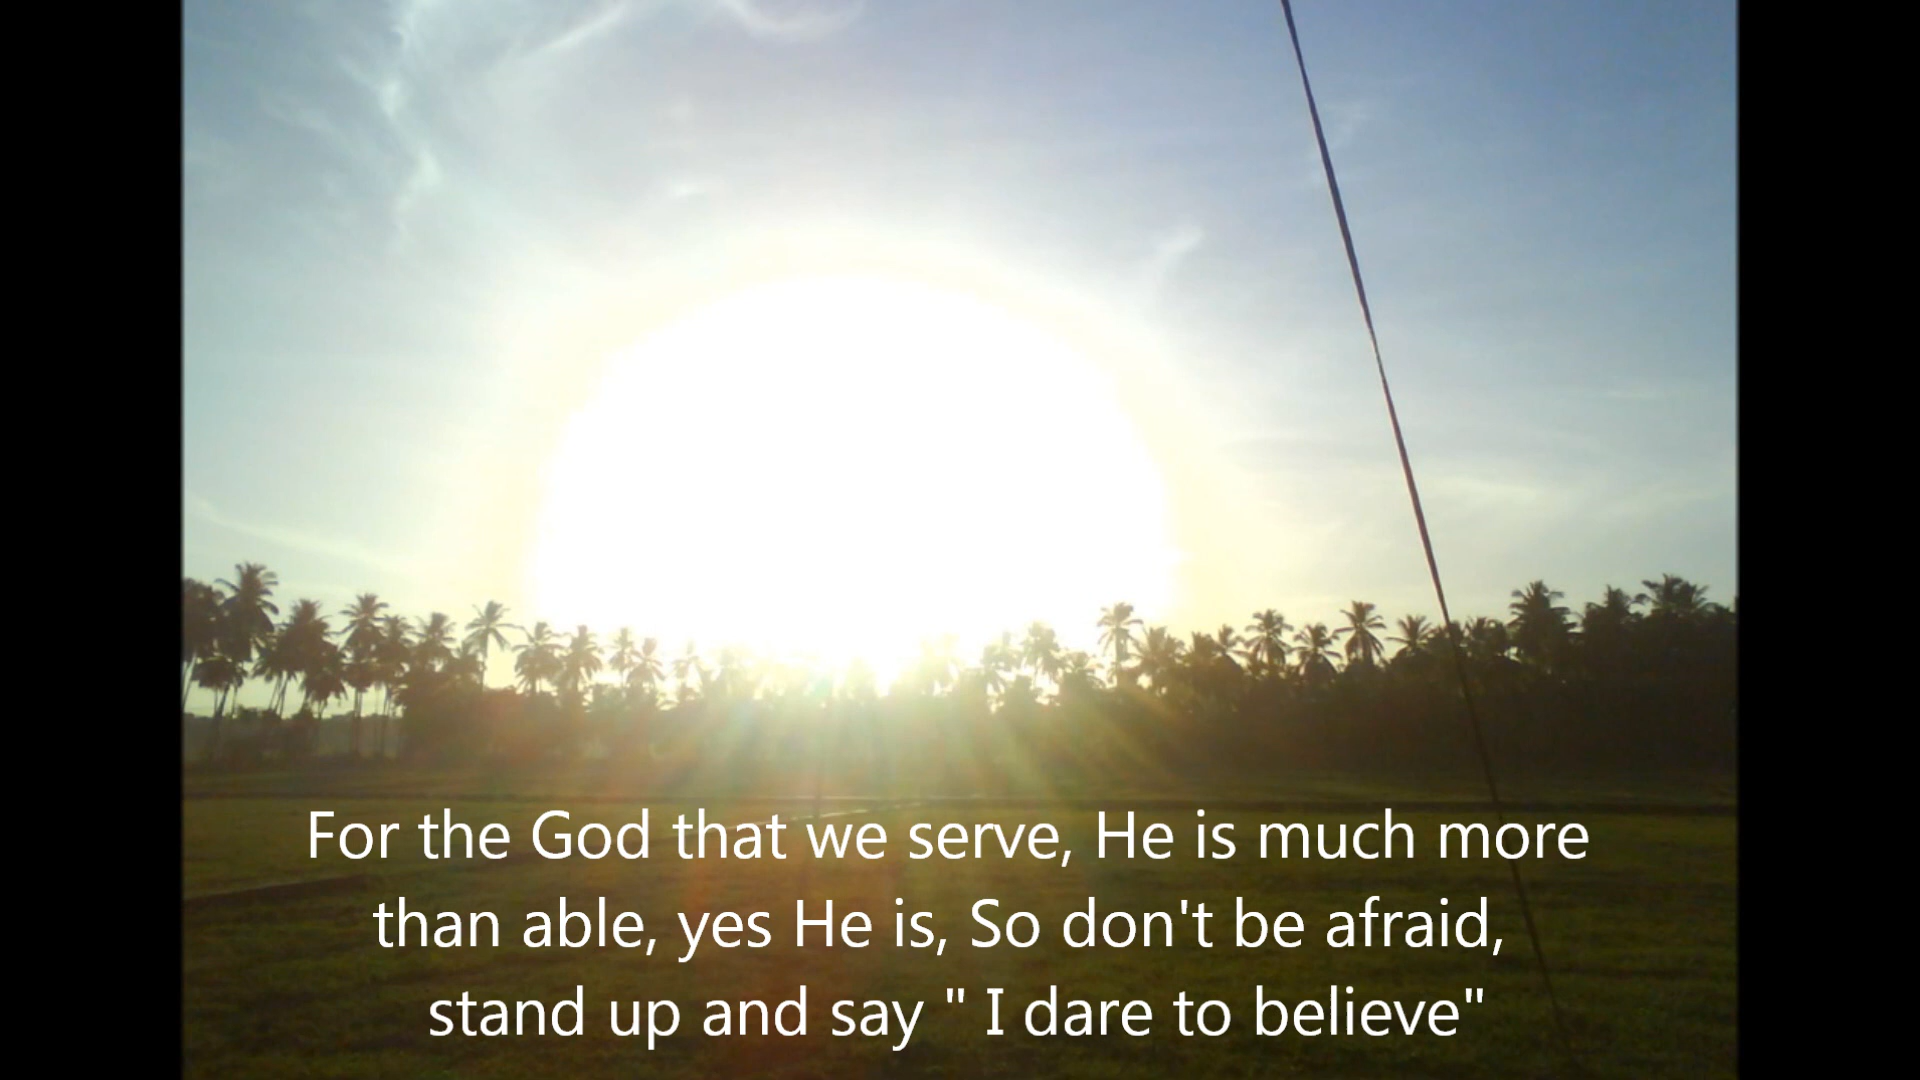 For the God that we serve, He is much more
than able, yes He is, So don't be afraid,
stand up and say " I dare to believe"